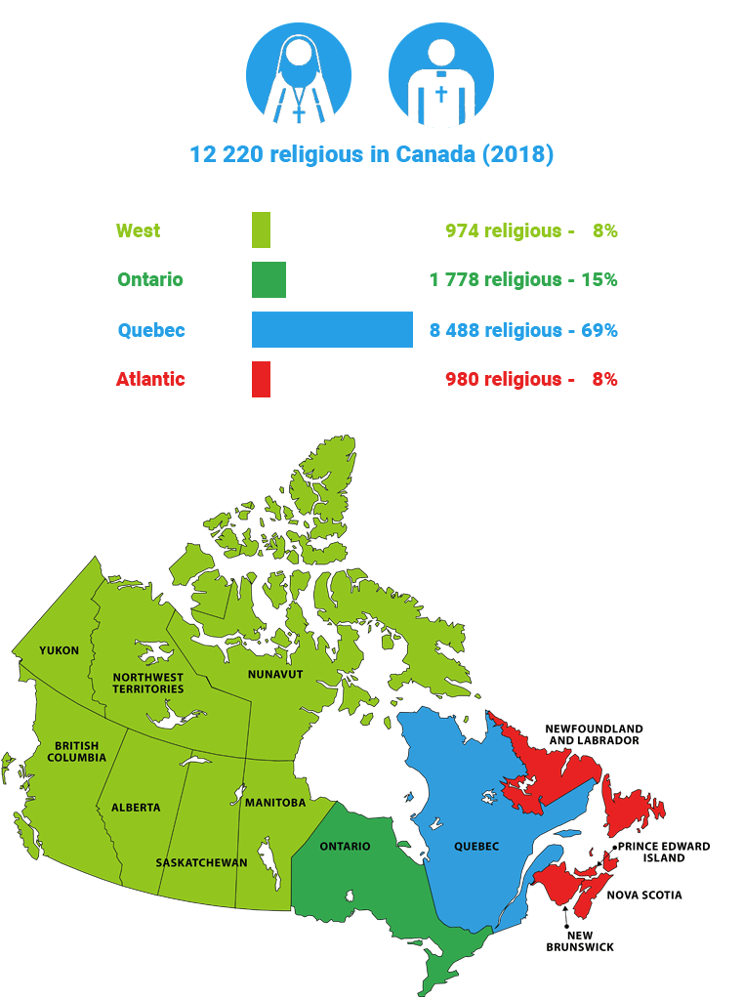 12 220 religious in Canada (2018)
West 974 religious - 8%
Ontario 1 778 religious - 15%
Quebec 8 488 religious - 69%
Atlantic 980 religious - 8%
YUKON
NORTHWEST
TERRITORIES
NUNAVUT
BRITISH
COLUMBIA
ALBERTA
SASKATCHEWAN
MANITOBA
ONTARIO
QUEBEC
NEWFOUNDLAND
AND LABRADOR
PRINCE EDWARD
ISLAND
NOVA SCOTIA
NEW
BRUNSWICK